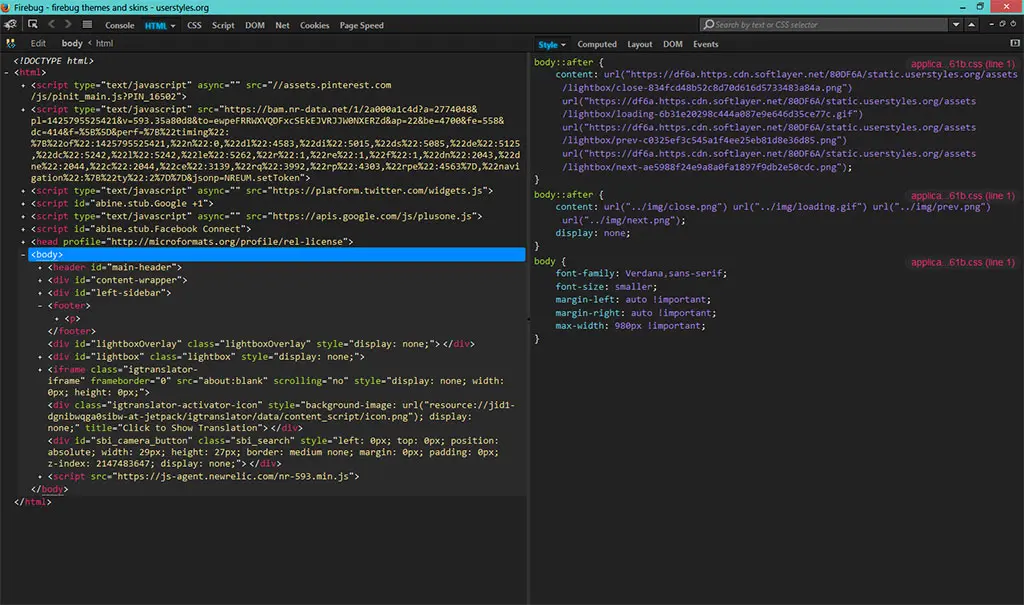 Firebug - firebug themes and skins - userstyles.org
Console HTML CSS Script DOM Net Cookies Page Speed
Search by text or CSS selector
Edit body < html
Style Computed Layout DOM Events
<!DOCTYPE html>
- <html>
+ <script type="text/javascript" async="" src="//assets.pinterest.com
/js/pinit_main.js?PIN_16502">
+ <script type="text/javascript" src="https://bam.nr-data.net/1/2a000a1c4d?a=2774048&
pl=1425795525421&v=593.35a80d8&to=ewpeFRRWXVQDFxcSEkEJVRJJW0NXERZd&ap=22&be=4700&fe=558&
dc=414&f=%5B%5D&perf=%7B%22timing%22:
%7B%22of%22:1425795525421,%22n%22:0,%22dl%22:4583,%22di%22:5015,%22ds%22:5085,%22de%22:5125
,%22dc%22:5242,%22l%22:5242,%22le%22:5262,%22r%22:1,%22re%22:1,%22f%22:1,%22dn%22:2043,%22d
ne%22:2044,%22c%22:2044,%22ce%22:3139,%22rq%22:3992,%22rp%22:4303,%22rpe%22:4563%7D,%22navi
gation%22:%7B%22ty%22:2%7D%7D&jsonp=NREUM.setToken">
+ <script type="text/javascript" async="" src="https://platform.twitter.com/widgets.js">
+ <script id="abine.stub.Google +1">
+ <script type="text/javascript" async="" src="https://apis.google.com/js/plusone.js">
+ <script id="abine.stub.Facebook Connect">
+ <head profile="http://microformats.org/profile/rel-license">
- <body>
+ <header id="main-header">
+ <div id="content-wrapper">
+ <div id="left-sidebar">
- <footer>
+ <p>
</footer>
<div id="lightboxOverlay" class="lightboxOverlay" style="display: none;"></div>
+ <div id="lightbox" class="lightbox" style="display: none;">
+ <iframe class="igtranslator-
iframe" frameborder="0" src="about:blank" scrolling="no" style="display: none; width:
0px; height: 0px;">
<div class="igtranslator-activator-icon" style="background-image: url("resource://jid1-
dgnibwqga0sibw-at-jetpack/igtranslator/data/content_script/icon.png"); display:
none;" title="Click to Show Translation"></div>
<div id="sbi_camera_button" class="sbi_search" style="left: 0px; top: 0px; position:
absolute; width: 29px; height: 27px; border: medium none; margin: 0px; padding: 0px;
z-index: 2147483647; display: none;"></div>
+ <script src="https://js-agent.newrelic.com/nr-593.min.js">
</body>
</html>
body::after { applica...61b.css (line 1)
content: url("https://df6a.https.cdn.softlayer.net/80DF6A/static.userstyles.org/assets
/lightbox/close-834fcd48b52c8d70d616d5733483a84a.png")
url("https://df6a.https.cdn.softlayer.net/80DF6A/static.userstyles.org/assets
/lightbox/loading-6b31e20298c444a087e9e646d35ce77c.gif")
url("https://df6a.https.cdn.softlayer.net/80DF6A/static.userstyles.org/assets
/lightbox/prev-c0325ef3c545a1f4ee25eb81d8e36d85.png")
url("https://df6a.https.cdn.softlayer.net/80DF6A/static.userstyles.org/assets
/lightbox/next-ae5988f24e9a8a0fa1897f9db2e50cdc.png");
}
body::after { applica...61b.css (line 1)
content: url("../img/close.png") url("../img/loading.gif") url("../img/prev.png")
url("../img/next.png");
display: none;
}
body { applica...61b.css (line 1)
font-family: Verdana,sans-serif;
font-size: smaller;
margin-left: auto !important;
margin-right: auto !important;
max-width: 980px !important;
}